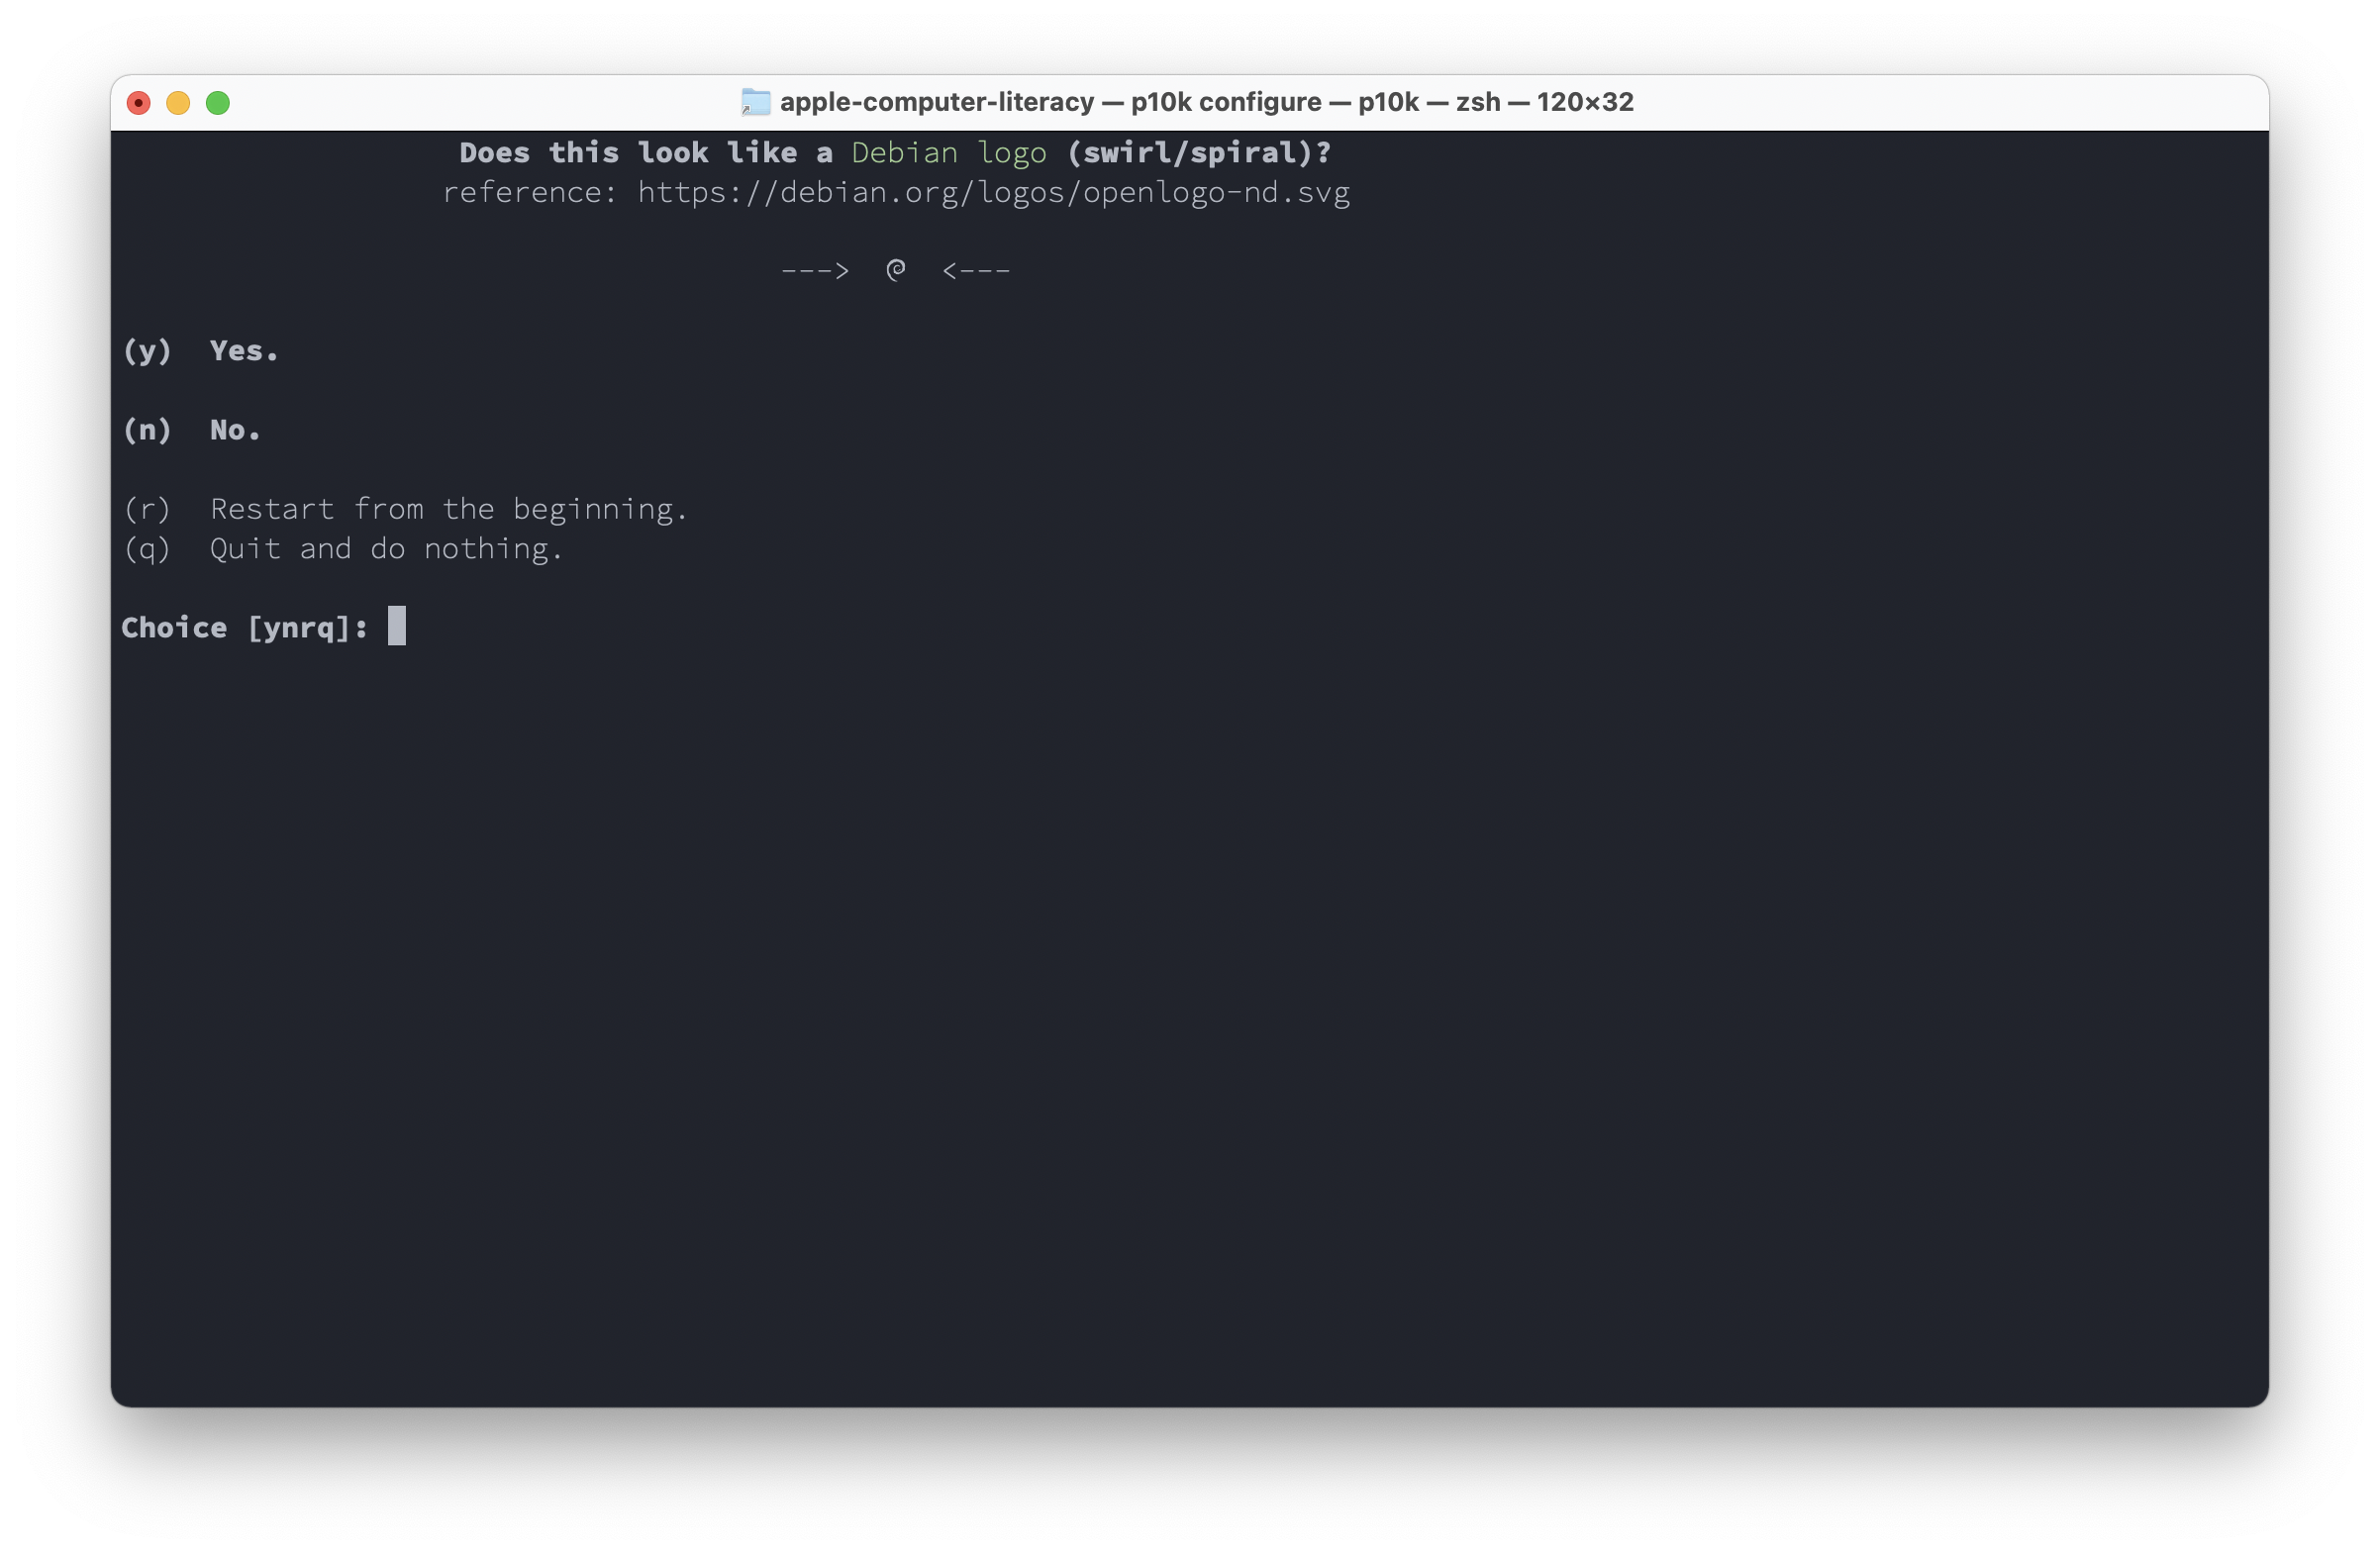 apple-computer-literacy — p10k configure — p10k — zsh — 120×32
Does this look like a Debian logo (swirl/spiral)?
reference: https://debian.org/logos/openlogo-nd.svg
--->    <---
(y)  Yes.
(n)  No.
(r)  Restart from the beginning.
(q)  Quit and do nothing.
Choice [ynrq]: